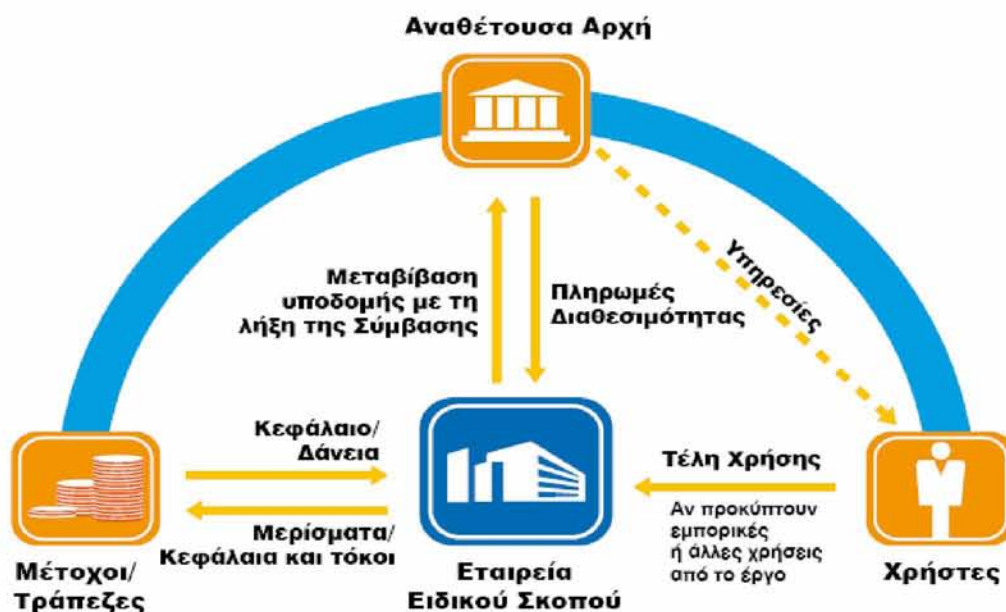 Αναθέτουσα Αρχή
Μεταβίβαση
υποδομής με τη
λήξη της Σύμβασης
Πληρωμές
Διαθεσιμότητας
Υπηρεσίες
Κεφάλαιο/
Δάνεια
Μερίσματα/
Κεφάλαια και τόκοι
Τέλη Χρήσης
Αν προκύπτουν
εμπορικές
ή άλλες χρήσεις
από το έργο
Μέτοχοι/
Τράπεζες
Εταιρεία
Ειδικού Σκοπού
Χρήστες